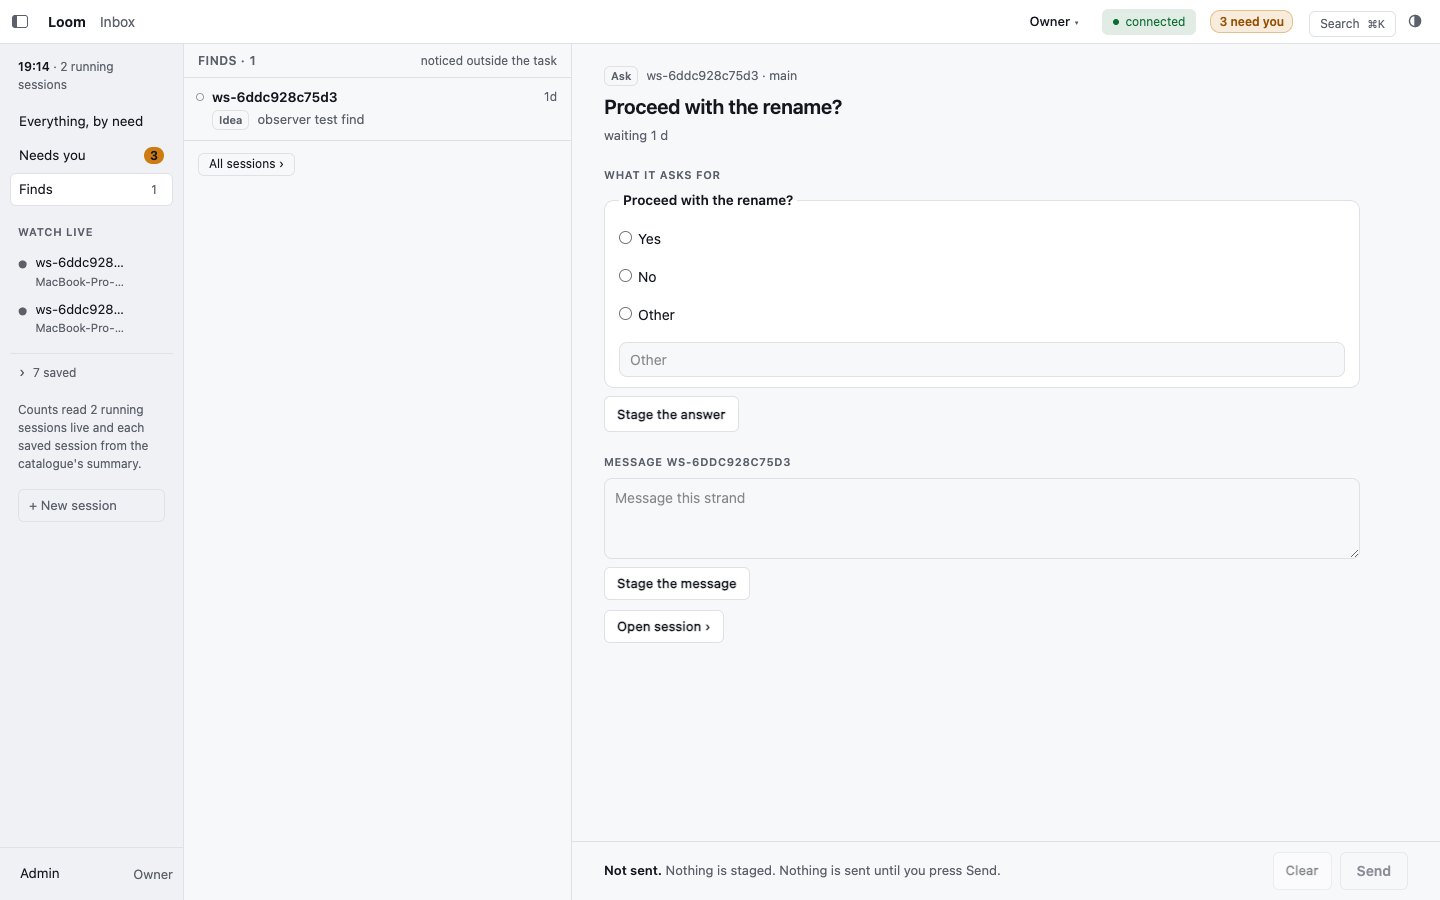 Loom Inbox
Owner
connected
3 need you
Search ⌘K
19:14 · 2 running
sessions
Everything, by need
Needs you 3
Finds 1
WATCH LIVE
ws-6ddc928...
MacBook-Pro-...
ws-6ddc928...
MacBook-Pro-...
› 7 saved
Counts read 2 running
sessions live and each
saved session from the
catalogue's summary.
+ New session
Admin Owner
FINDS · 1 noticed outside the task
ws-6ddc928c75d3 1d
Idea observer test find
All sessions ›
Ask ws-6ddc928c75d3 · main
Proceed with the rename?
waiting 1 d
WHAT IT ASKS FOR
Proceed with the rename?
Yes
No
Other
Other
Stage the answer
MESSAGE WS-6DDC928C75D3
Message this strand
Stage the message
Open session ›
Not sent. Nothing is staged. Nothing is sent until you press Send.
Clear
Send